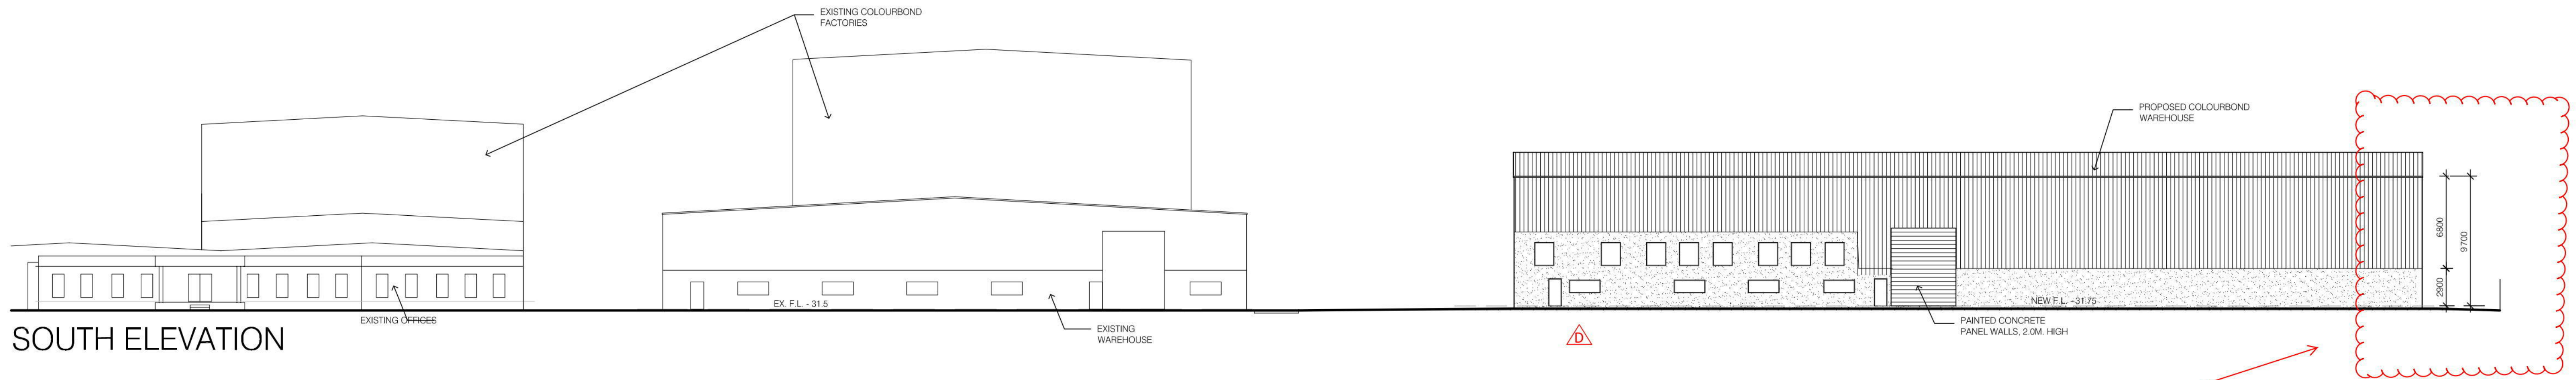 EXISTING COLOURBOND
FACTORIES
PROPOSED COLOURBOND
WAREHOUSE
6800
9700
2900
EX. F.L. - 31.5
NEW F.L. -31.75
EXISTING OFFICES
EXISTING
WAREHOUSE
D
PAINTED CONCRETE
PANEL WALLS, 2.0M. HIGH
SOUTH ELEVATION